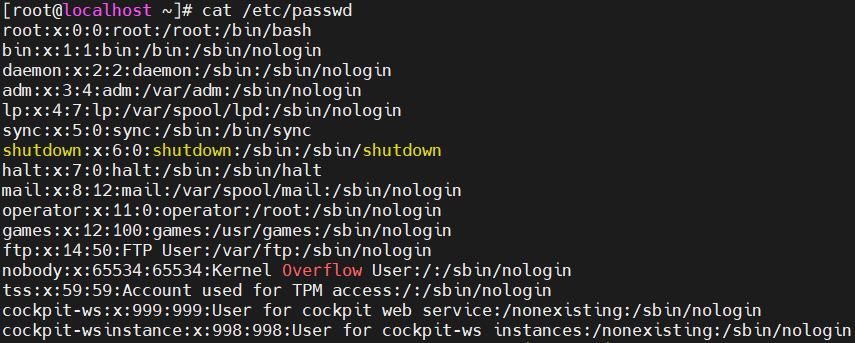 [root@localhost ~]# cat /etc/passwd
root:x:0:0:root:/root:/bin/bash
bin:x:1:1:bin:/bin:/sbin/nologin
daemon:x:2:2:daemon:/sbin:/sbin/nologin
adm:x:3:4:adm:/var/adm:/sbin/nologin
lp:x:4:7:lp:/var/spool/lpd:/sbin/nologin
sync:x:5:0:sync:/sbin:/bin/sync
shutdown:x:6:0:shutdown:/sbin:/sbin/shutdown
halt:x:7:0:halt:/sbin:/sbin/halt
mail:x:8:12:mail:/var/spool/mail:/sbin/nologin
operator:x:11:0:operator:/root:/sbin/nologin
games:x:12:100:games:/usr/games:/sbin/nologin
ftp:x:14:50:FTP User:/var/ftp:/sbin/nologin
nobody:x:65534:65534:Kernel Overflow User:/:/sbin/nologin
tss:x:59:59:Account used for TPM access:/:/sbin/nologin
cockpit-ws:x:999:999:User for cockpit web service:/nonexisting:/sbin/nologin
cockpit-wsinstance:x:998:998:User for cockpit-ws instances:/nonexisting:/sbin/nologin